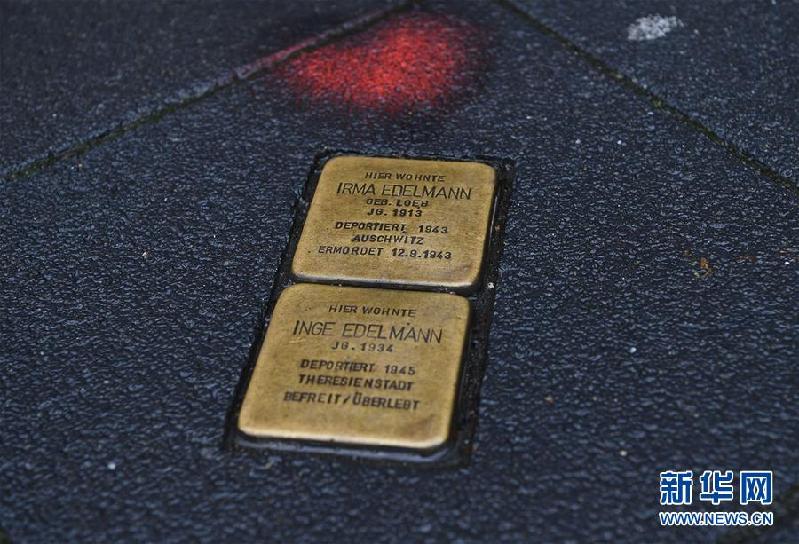 HIER WOHNTE
IRMA EDELMANN
GEB. LOEB
JG. 1913
DEPORTIERT 1943
AUSCHWITZ
ERMORDET 12.9.1943
HIER WOHNTE
INGE EDELMANN
JG. 1934
DEPORTIERT 1945
THERESIENSTADT
BEFREIT/ÜBERLEBT
新华网
WWW.NEWS.CN